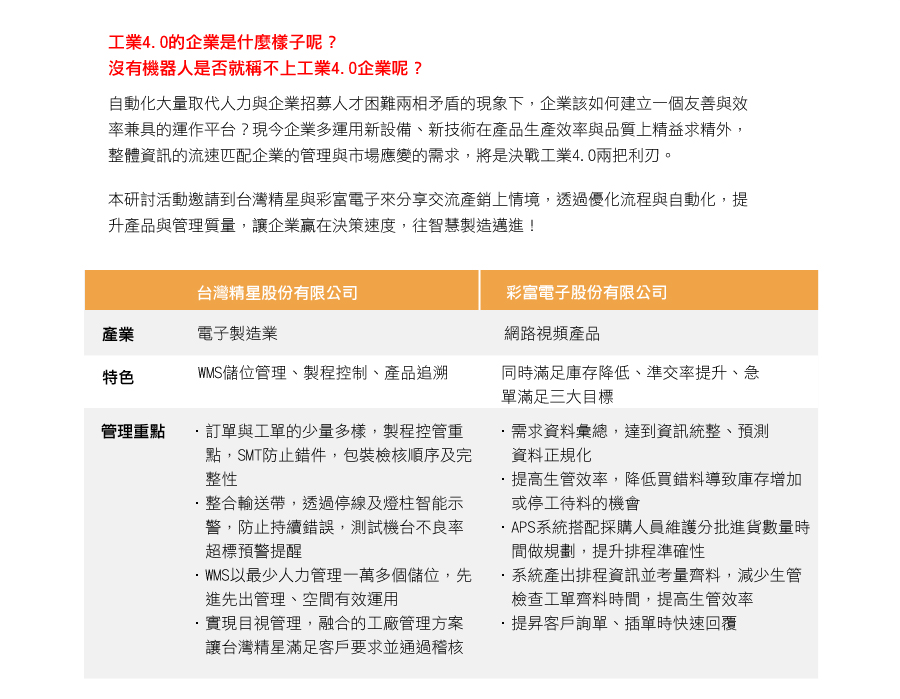 工業4.0的企業是什麼樣子呢？
沒有機器人是否就稱不上工業4.0企業呢？
自動化大量取代人力與企業招募人才困難兩相矛盾的現象下，企業該如何建立一個友善與效
率兼具的運作平台？現今企業多運用新設備、新技術在產品生產效率與品質上精益求精外，
整體資訊的流速匹配企業的管理與市場應變的需求，將是決戰工業4.0兩把利刃。
本研討活動邀請到台灣精星與彩富電子來分享交流產銷上情境，透過優化流程與自動化，提
升產品與管理質量，讓企業贏在決策速度，往智慧製造邁進！
台灣精星股份有限公司
彩富電子股份有限公司
產業
電子製造業
網路視頻產品
特色
WMS儲位管理、製程控制、產品追溯
同時滿足庫存降低、準交率提升、急
單滿足三大目標
管理重點
・訂單與工單的少量多樣，製程控管重
點，SMT防止錯件，包裝檢核順序及完
整性
・整合輸送帶，透過停線及燈柱智能示
警，防止持續錯誤，測試機台不良率
超標預警提醒
・WMS以最少人力管理一萬多個儲位，先
進先出管理、空間有效運用
・實現目視管理，融合的工廠管理方案
讓台灣精星滿足客戶要求並通過稽核
・需求資料彙總，達到資訊統整、預測
資料正規化
・提高生管效率，降低買錯料導致庫存增加
或停工待料的機會
・APS系統搭配採購人員維護分批進貨數量時
間做規劃，提升排程準確性
・系統產出排程資訊並考量齊料，減少生管
檢查工單齊料時間，提高生管效率
・提昇客戶詢單、插單時快速回覆